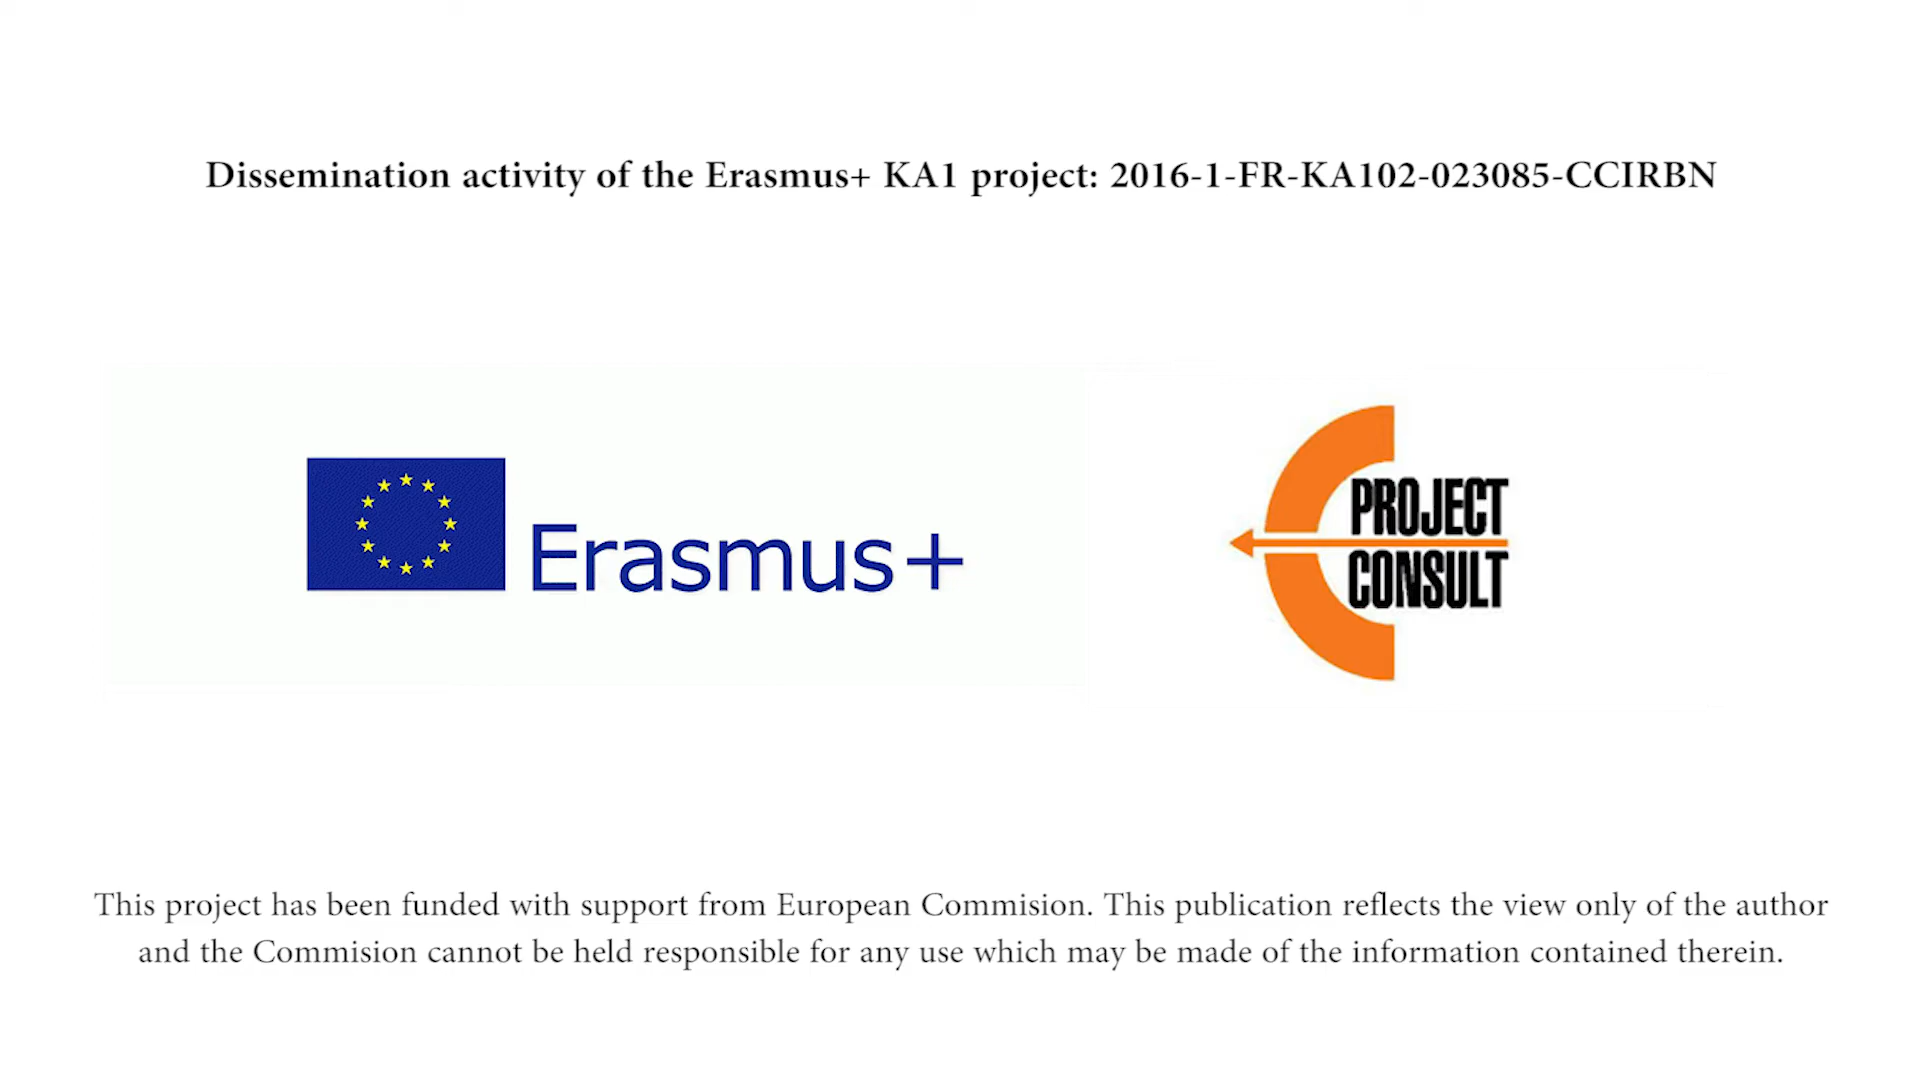 Dissemination activity of the Erasmus+ KA1 project: 2016-1-FR-KA102-023085-CCIRBN
Erasmus+
PROJECT
CONSULT
This project has been funded with support from European Commision. This publication reflects the view only of the author
and the Commision cannot be held responsible for any use which may be made of the information contained therein.